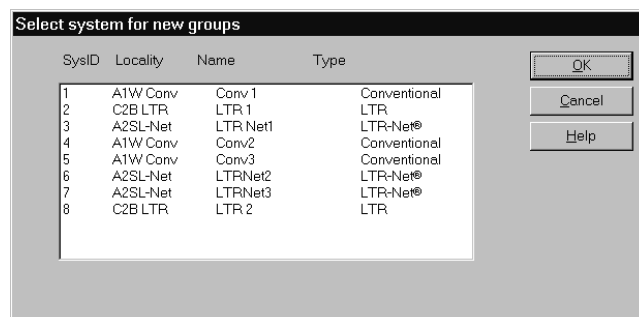 Select system for new groups
SysID Locality Name Type
1 A1W Conv Conv 1 Conventional
2 C2B LTR LTR 1 LTR
3 A2SL-Net LTR Net1 LTR-Net®
4 A1W Conv Conv2 Conventional
5 A1W Conv Conv3 Conventional
6 A2SL-Net LTRNet2 LTR-Net®
7 A2SL-Net LTRNet3 LTR-Net®
8 C2B LTR LTR 2 LTR
OK
Cancel
Help